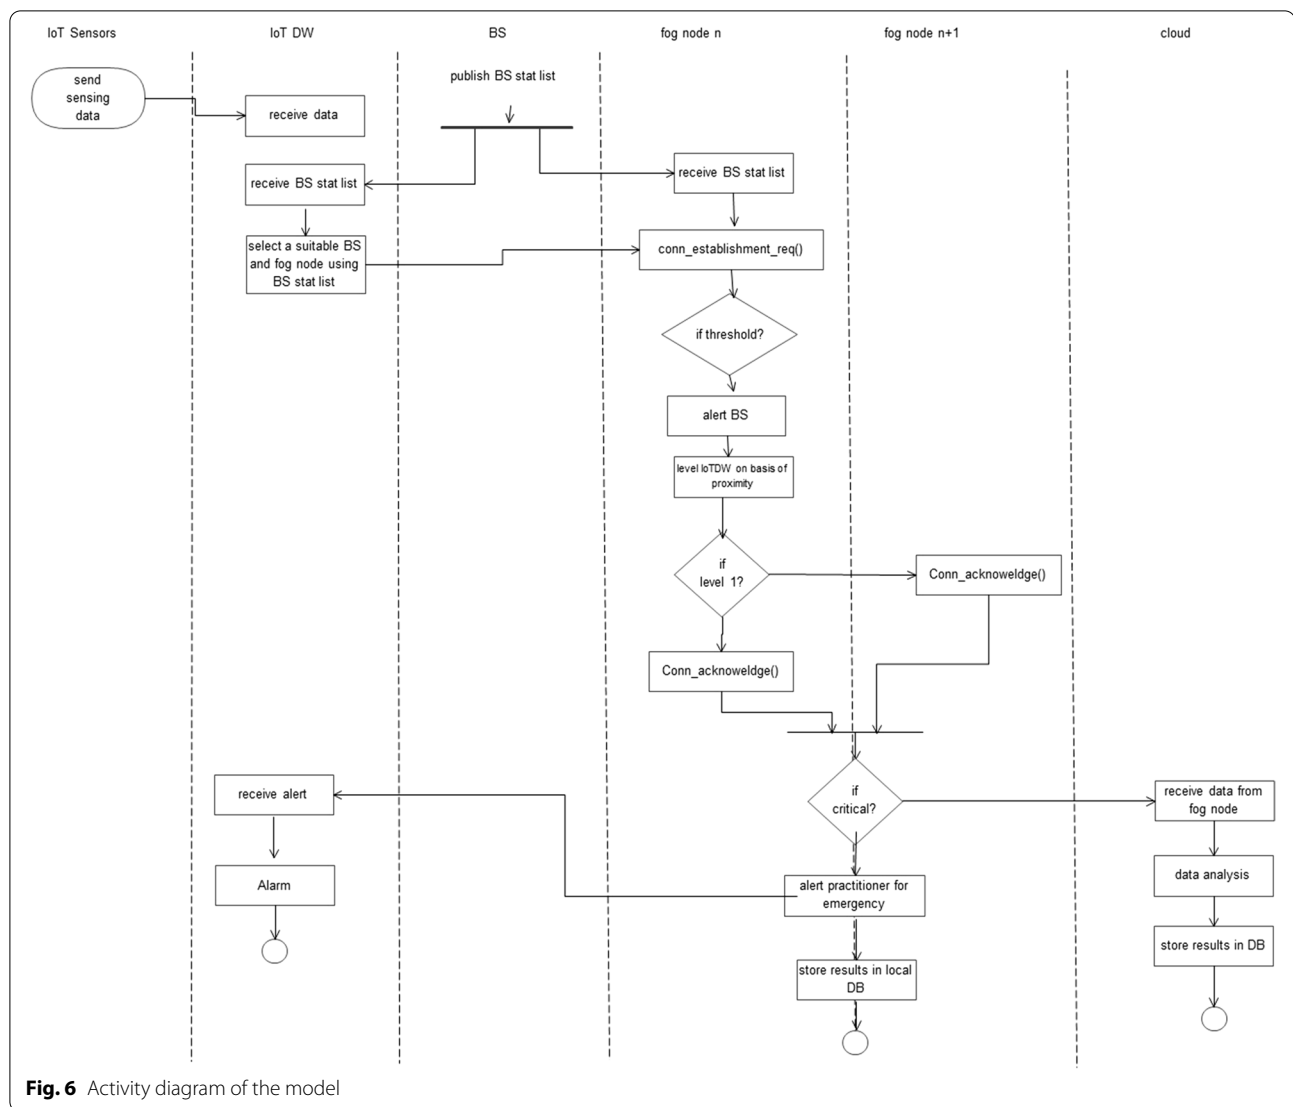 IoT Sensors
IoT DW
BS
fog node n
fog node n+1
cloud
send
sensing
data
receive data
publish BS stat list
receive BS stat list
receive BS stat list
select a suitable BS
and fog node using
BS stat list
conn_establishment_req()
if threshold?
alert BS
level IoTDW on basis of
proximity
if
level 1?
Conn_acknoweldge()
Conn_acknoweldge()
receive alert
if
critical?
receive data from
fog node
Alarm
alert practitioner for
emergency
data analysis
store results in DB
store results in local
DB
Fig. 6 Activity diagram of the model